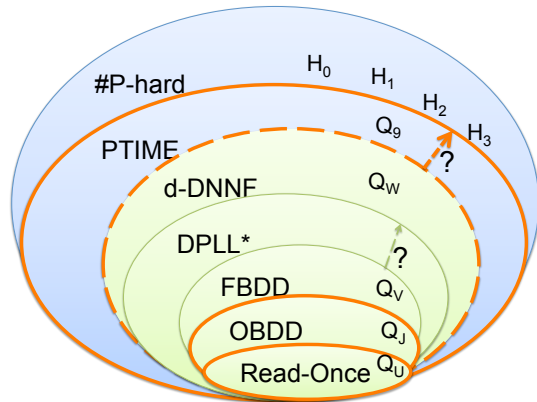 H0
#P-hard H1
H2
Q9 H3
PTIME ?
d-DNNF QW
DPLL*
?
FBDD QV
OBDD QJ
Read-Once QU